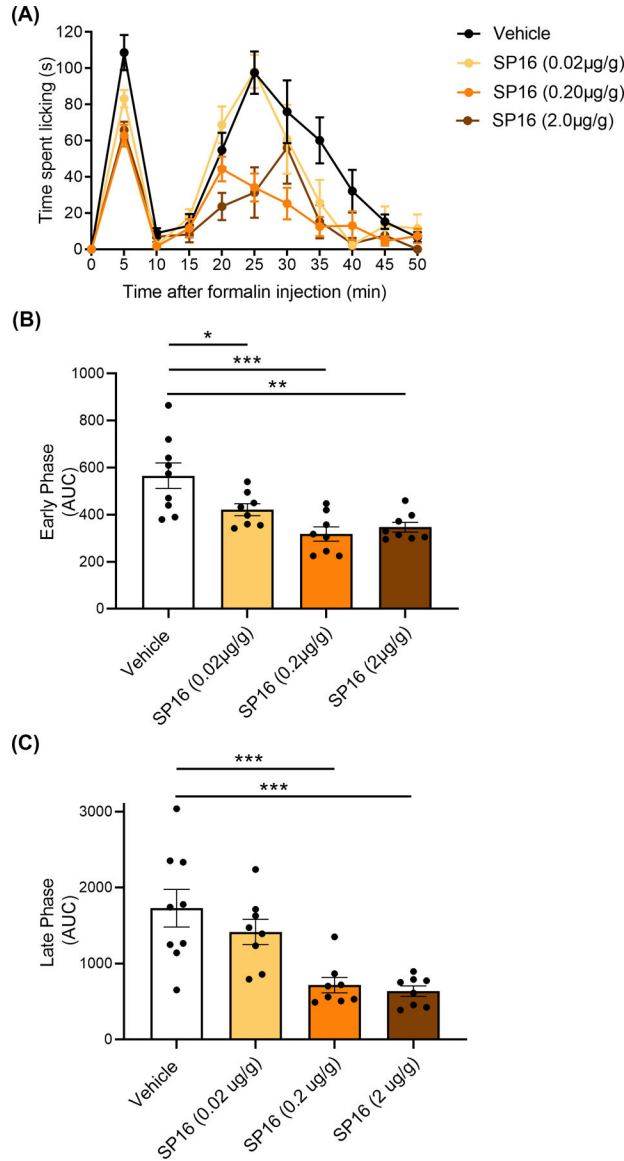 (A)
Time spent licking (s)
120
100
80
60
40
20
0
0 5 10 15 20 25 30 35 40 45 50
Time after formalin injection (min)
Vehicle
SP16 (0.02µg/g)
SP16 (0.20µg/g)
SP16 (2.0µg/g)
(B)
*
***
**
Early Phase
(AUC)
1000
800
600
400
200
0
Vehicle
SP16 (0.02µg/g)
SP16 (0.2µg/g)
SP16 (2µg/g)
(C)
***
***
Late Phase
(AUC)
3000
2000
1000
0
Vehicle
SP16 (0.02 ug/g)
SP16 (0.2 ug/g)
SP16 (2 ug/g)